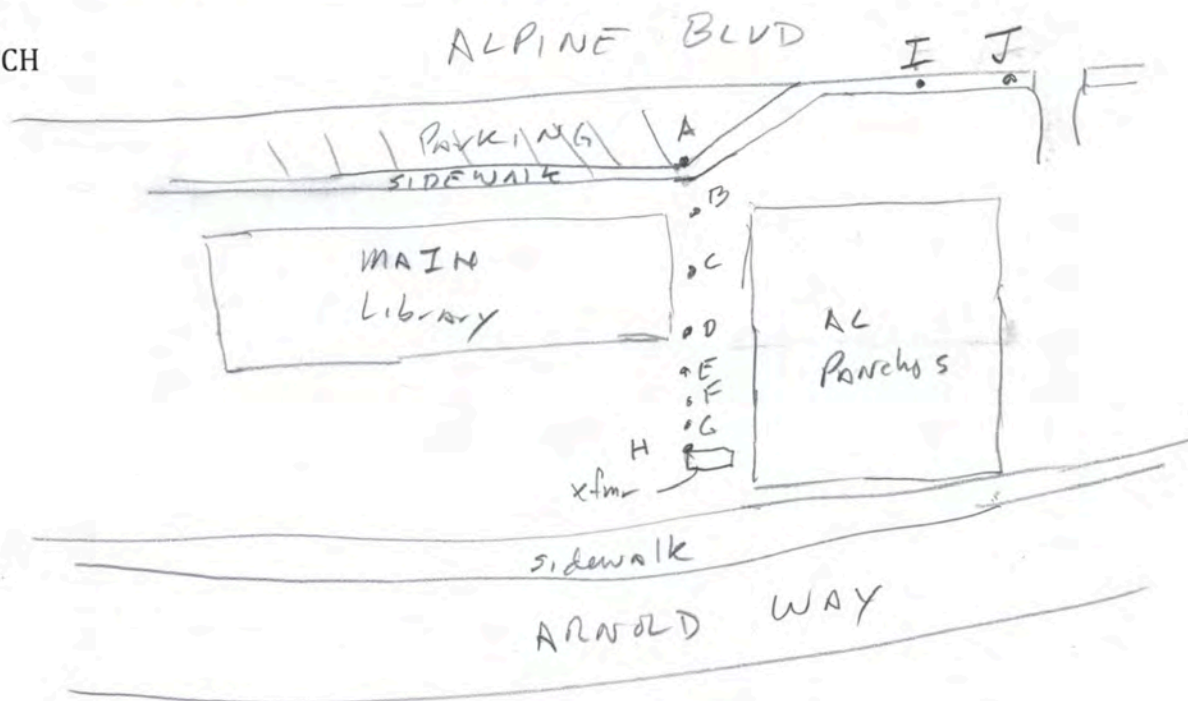 CH
ALPINE BLVD
I
J
A
PARKING
SIDEWALK
B
MAIN
Library
C
D
AL
PANCHOS
E
F
G
H
xfmr
sidewalk
ARNOLD WAY